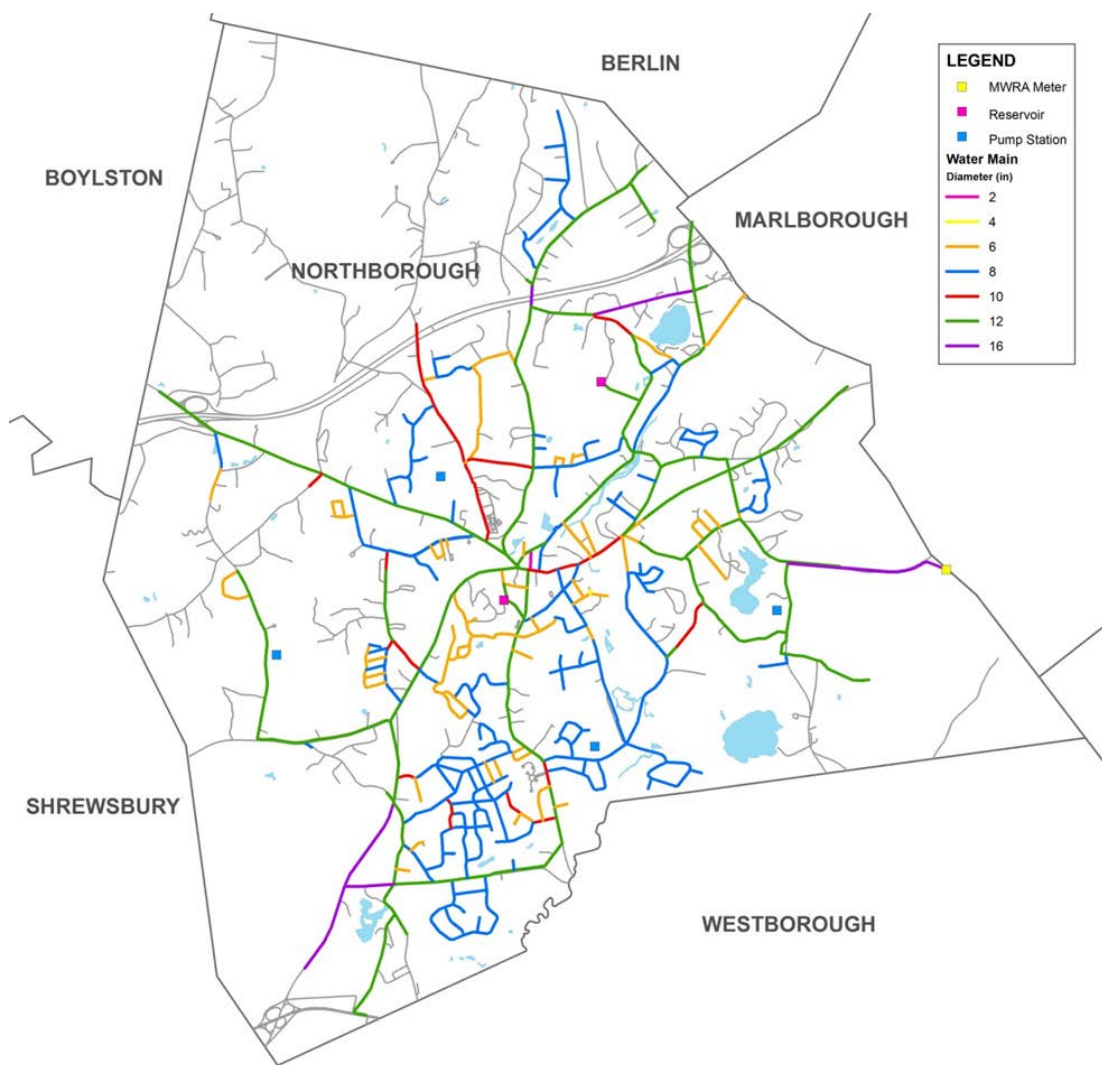 BERLIN
LEGEND
MWRA Meter
Reservoir
Pump Station
Water Main
Diameter (in)
2
4
6
8
10
12
16
BOYLSTON
MARLBOROUGH
NORTHBOROUGH
SHREWSBURY
WESTBOROUGH